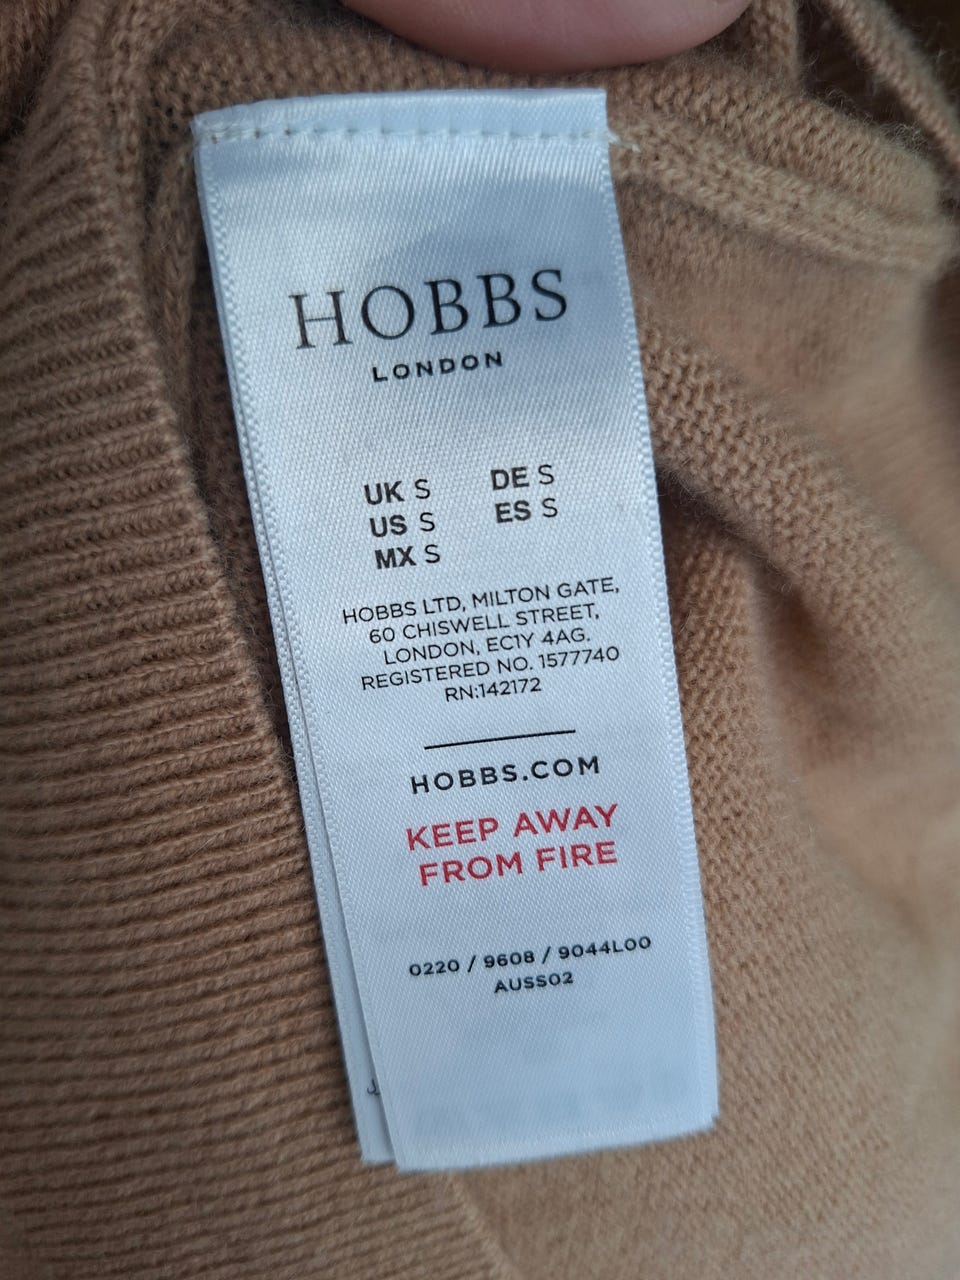 HOBBS
LONDON
UK S DE S
US S ES S
MX S
HOBBS LTD, MILTON GATE,
60 CHISWELL STREET,
LONDON, EC1Y 4AG.
REGISTERED NO. 1577740
RN:142172
HOBBS.COM
KEEP AWAY
FROM FIRE
0220 / 9608 / 9044L00
AUSS02